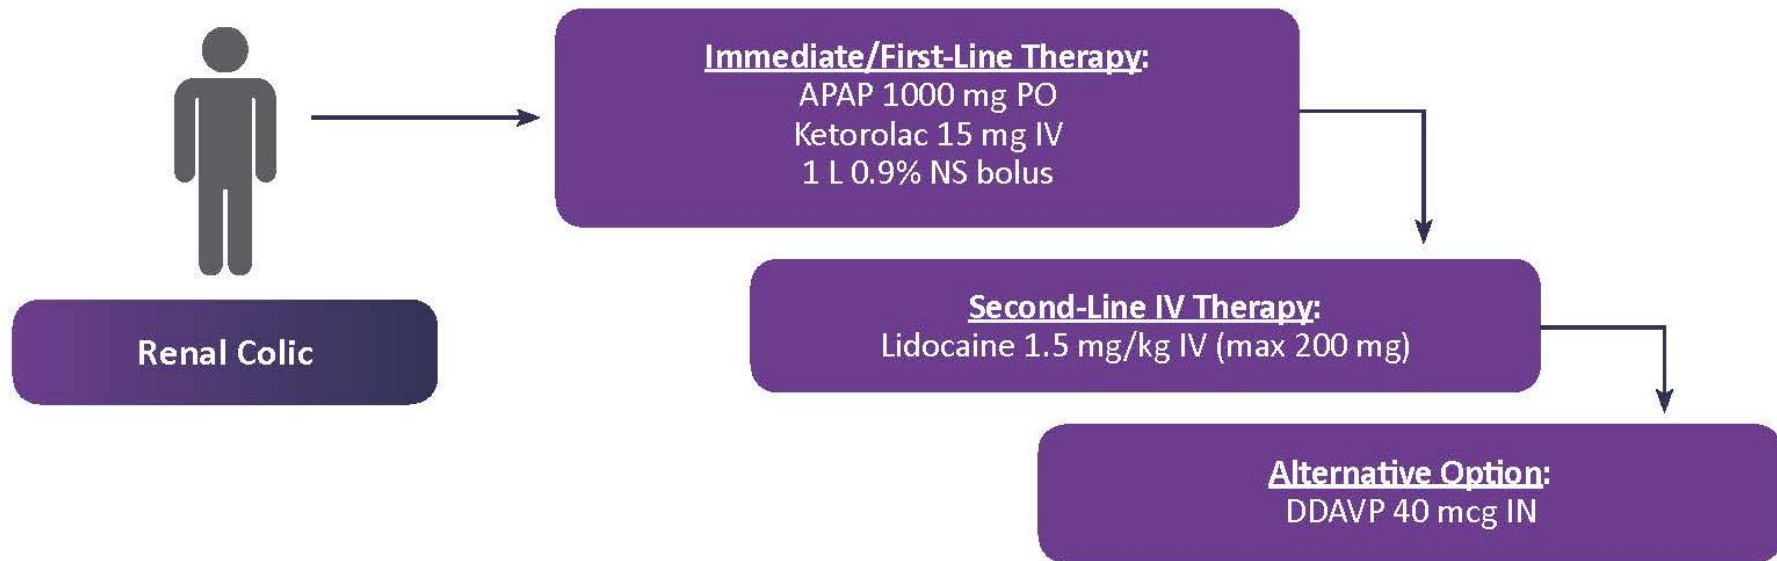 Immediate/First-Line Therapy:
APAP 1000 mg PO
Ketorolac 15 mg IV
1 L 0.9% NS bolus
Renal Colic
Second-Line IV Therapy:
Lidocaine 1.5 mg/kg IV (max 200 mg)
Alternative Option:
DDAVP 40 mcg IN